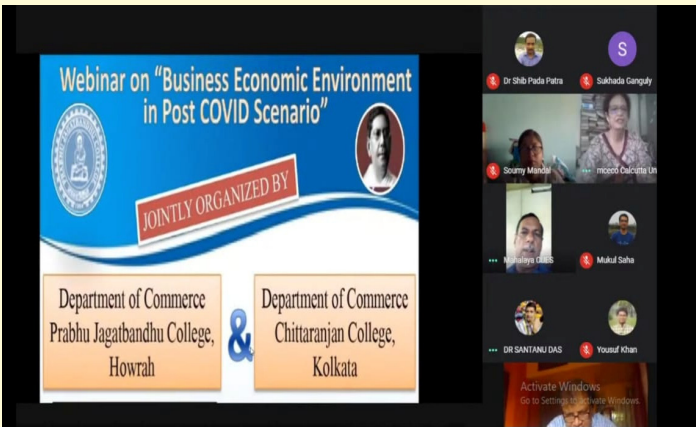 Webinar on “Business Economic Environment
in Post COVID Scenario”
JOINTLY ORGANIZED BY
Department of Commerce
Prabhu Jagatbandhu College,
Howrah
&
Department of Commerce
Chittaranjan College,
Kolkata
Dr Shib Pada Patra
S
Sukhada Ganguly
Soumy Mandal
mceco Calcutta Un
Mahalaya
Mukul Saha
DR SANTANU DAS
Yousuf Khan
Activate Windows
Go to Settings to activate Windows.